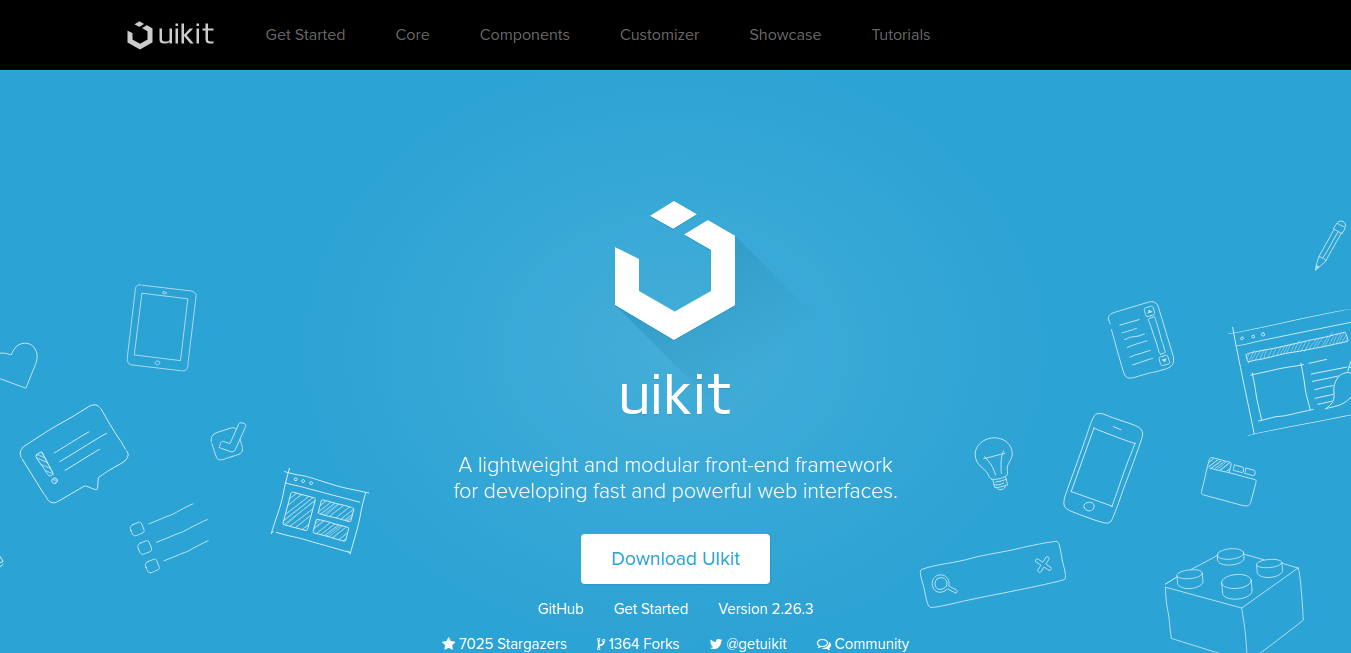 uikit Get Started Core Components Customizer Showcase Tutorials
uikit
A lightweight and modular front-end framework
for developing fast and powerful web interfaces.
Download UIkit
GitHub Get Started Version 2.26.3
7025 Stargazers 1364 Forks @getuikit Community